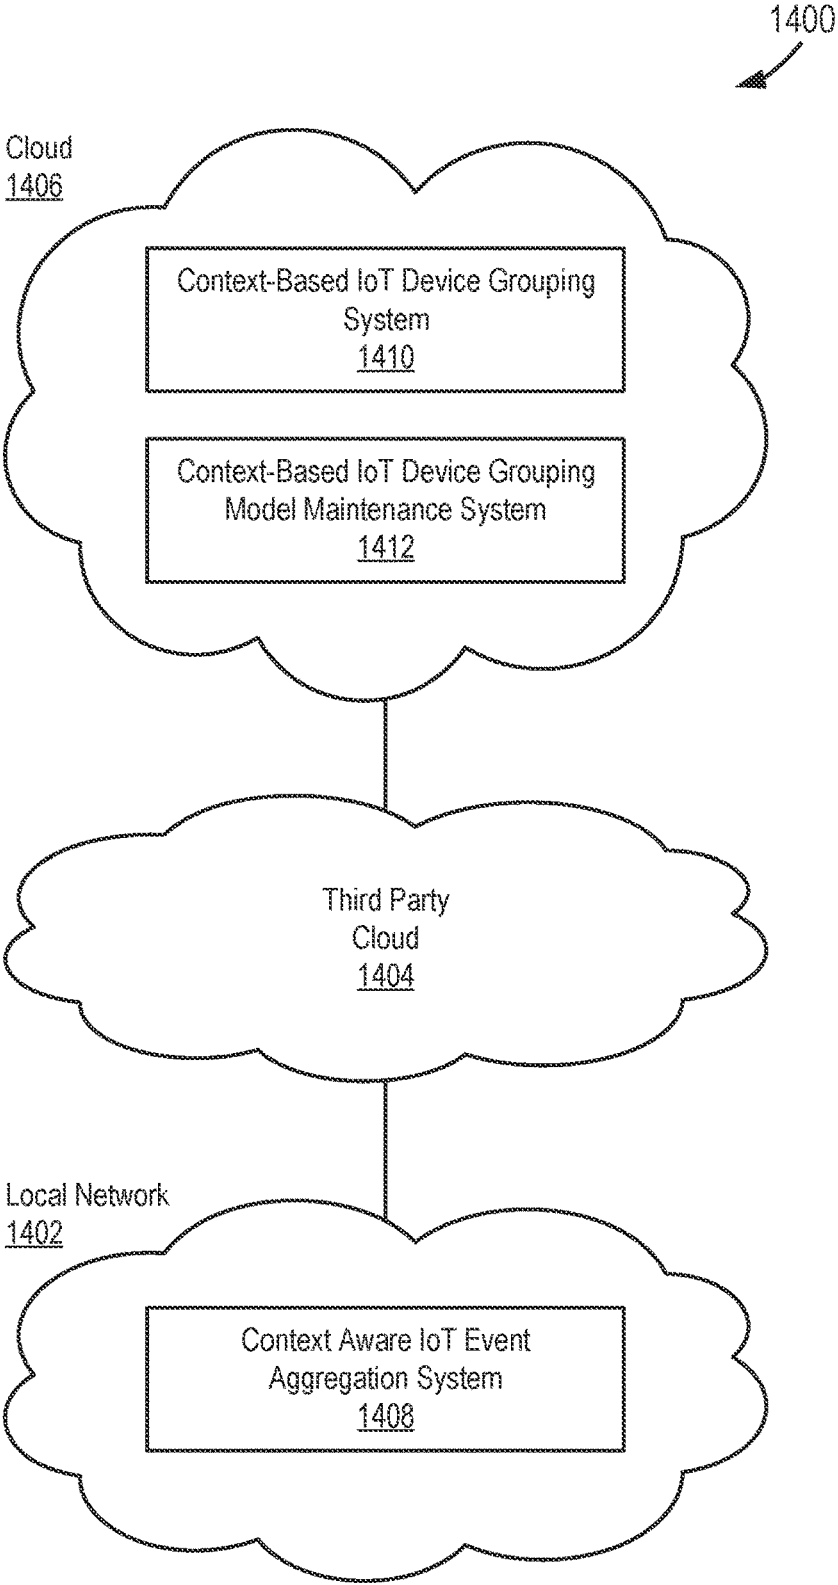 1400
Cloud
1406
Context-Based IoT Device Grouping
System
1410
Context-Based IoT Device Grouping
Model Maintenance System
1412
Third Party
Cloud
1404
Local Network
1402
Context Aware IoT Event
Aggregation System
1408